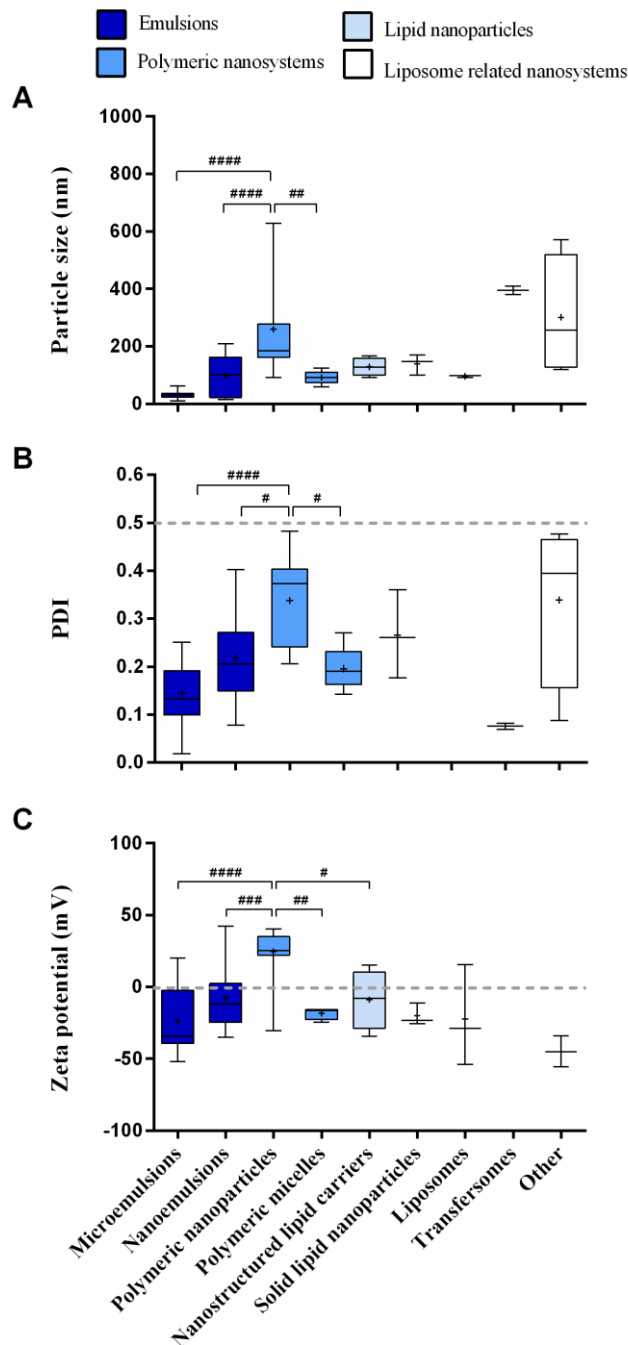 Emulsions
Lipid nanoparticles
Polymeric nanosystems
Liposome related nanosystems
A
Particle size (nm)
1000
800
600
400
200
0
####
#### ##
B
PDI
0.6
0.5
0.4
0.3
0.2
0.1
0.0
####
# #
C
Zeta potential (mV)
100
50
0
-50
-100
#### #
### ##
Microemulsions
Nanoemulsions
Polymeric nanoparticles
Polymeric micelles
Nanostructured lipid carriers
Solid lipid nanoparticles
Liposomes
Transfersomes
Other